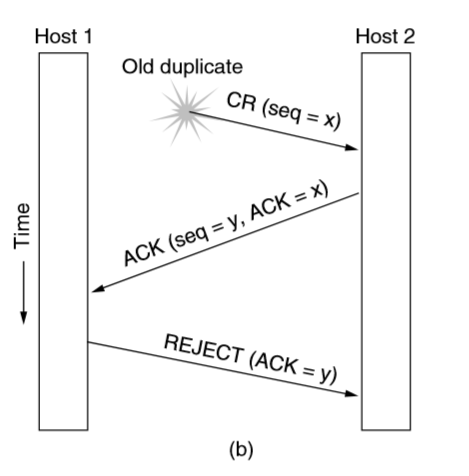 Host 1
Host 2
Old duplicate
CR (seq = x)
ACK (seq = y, ACK = x)
Time
REJECT (ACK = y)
(b)